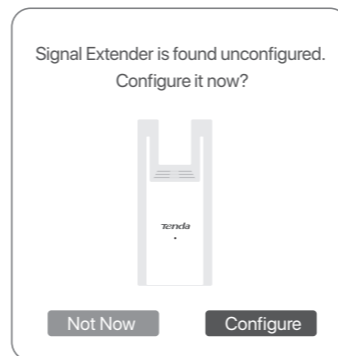 Signal Extender is found unconfigured.
Configure it now?
Tenda
Not Now
Configure